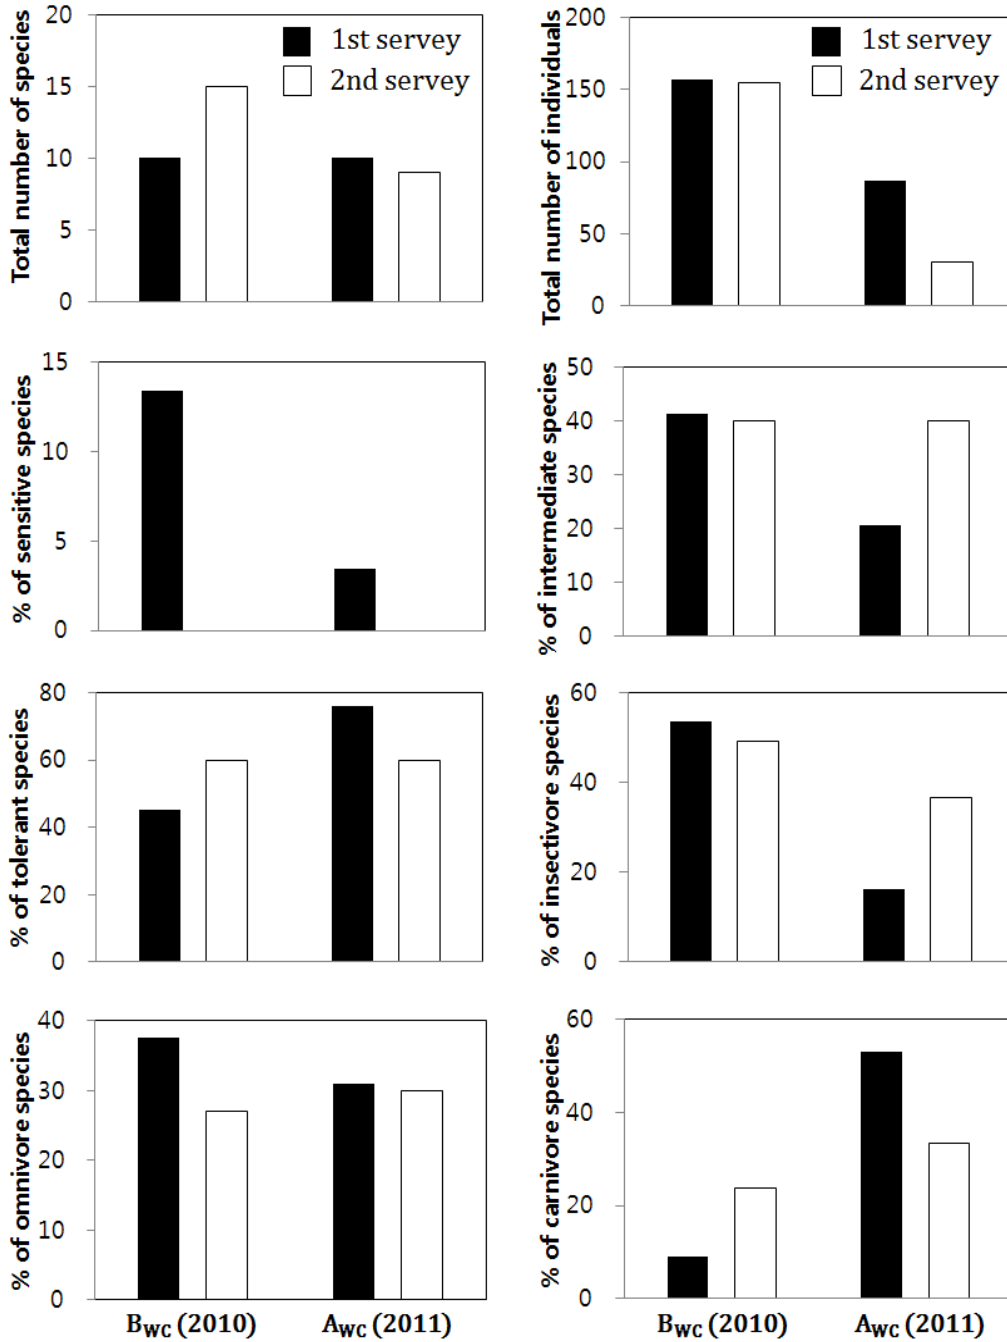 Total number of species
20
15
10
5
0
1st servey
2nd servey
Total number of individuals
200
150
100
50
0
1st servey
2nd servey
% of sensitive species
15
10
5
0
% of intermediate species
50
40
30
20
10
0
% of tolerant species
80
60
40
20
0
% of insectivore species
60
40
20
0
% of omnivore species
40
30
20
10
0
BWC (2010) AWC (2011)
% of carnivore species
60
40
20
0
BWC (2010) AWC (2011)